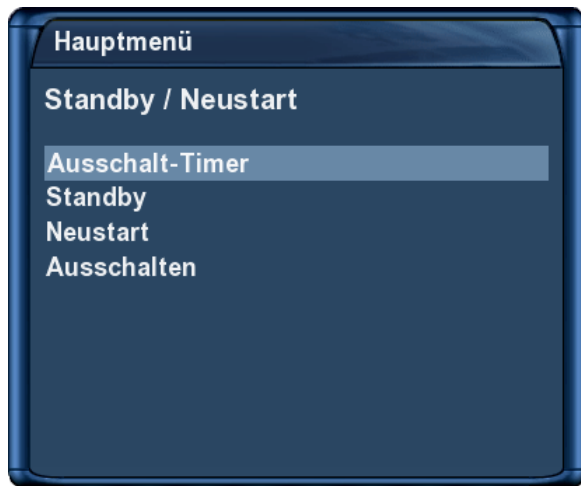 Hauptmenü
Standby / Neustart
Ausschalt-Timer
Standby
Neustart
Ausschalten